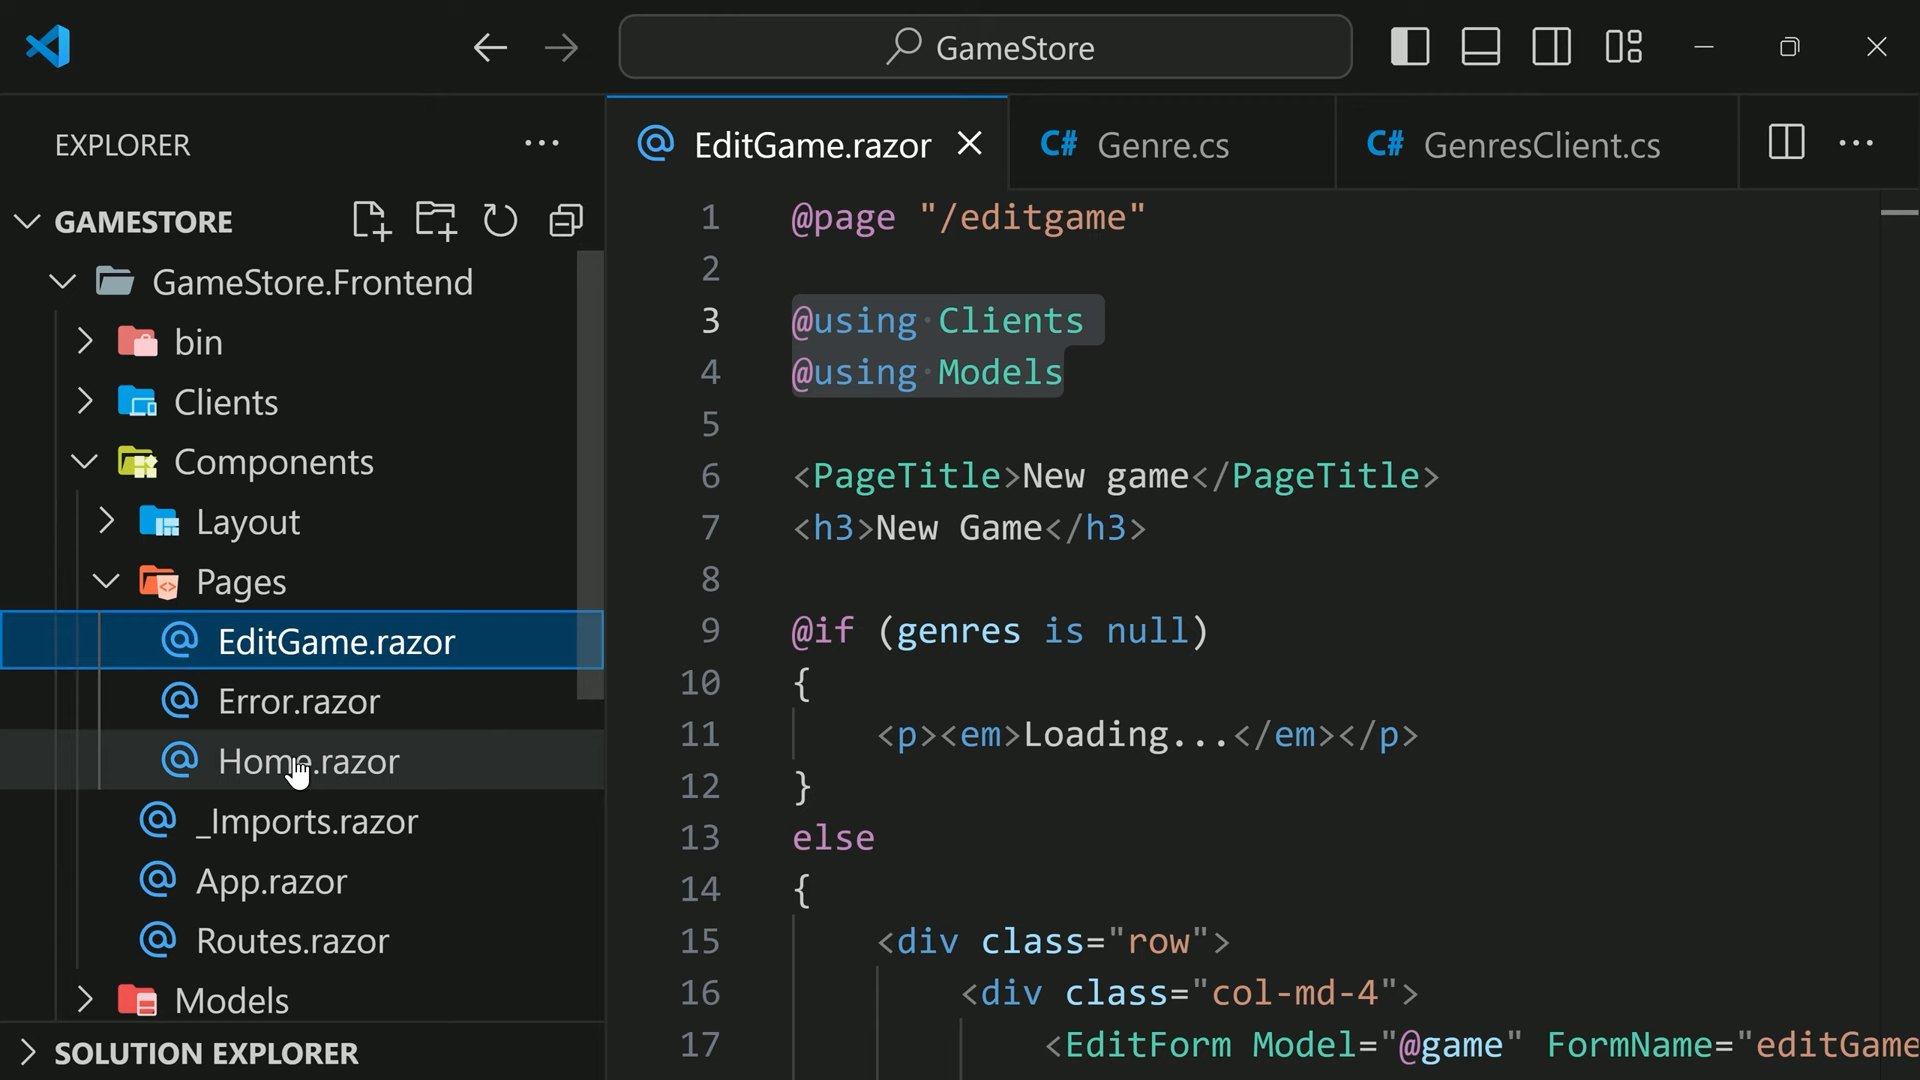 GameStore
EXPLORER
GAMESTORE
GameStore.Frontend
bin
Clients
Components
Layout
Pages
EditGame.razor
Error.razor
Home.razor
_Imports.razor
App.razor
Routes.razor
Models
SOLUTION EXPLORER
EditGame.razor
C# Genre.cs
C# GenresClient.cs
1 @page "/editgame"
2
3 @using Clients
4 @using Models
5
6 <PageTitle>New game</PageTitle>
7 <h3>New Game</h3>
8
9 @if (genres is null)
10 {
11 <p><em>Loading...</em></p>
12 }
13 else
14 {
15 <div class="row">
16 <div class="col-md-4">
17 <EditForm Model="@game" FormName="editGame